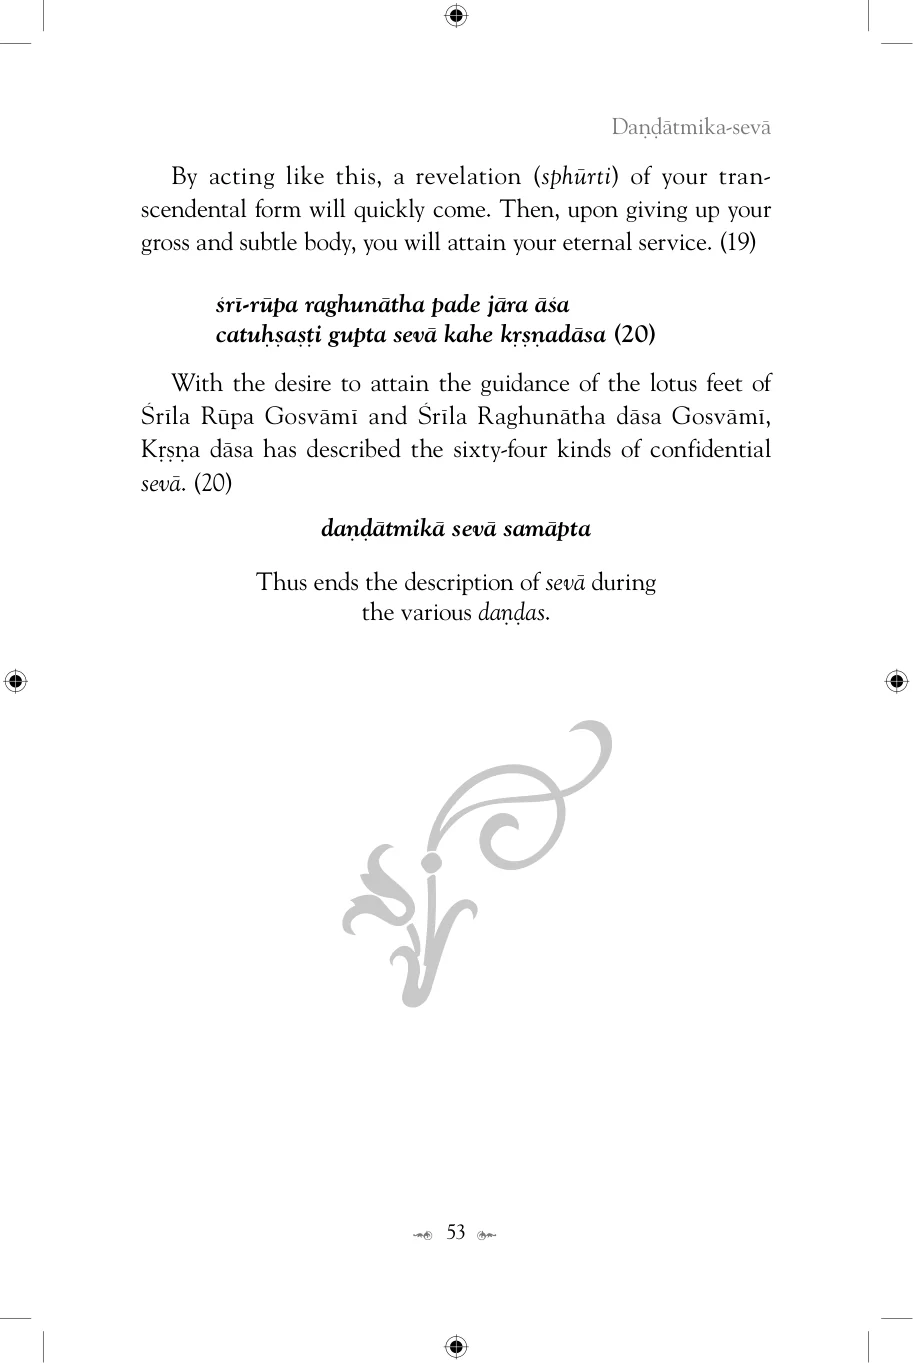 Daṇḍātmika-sevā
By acting like this, a revelation (sphūrti) of your tran-
scendental form will quickly come. Then, upon giving up your
gross and subtle body, you will attain your eternal service. (19)
śrī-rūpa raghunātha pade jāra āśa
catuḥṣaṣṭi gupta sevā kahe kṛṣṇadāsa (20)
With the desire to attain the guidance of the lotus feet of
Śrīla Rūpa Gosvāmī and Śrīla Raghunātha dāsa Gosvāmī,
Kṛṣṇa dāsa has described the sixty-four kinds of confidential
sevā. (20)
daṇḍātmikā sevā samāpta
Thus ends the description of sevā during
the various daṇḍas.
53